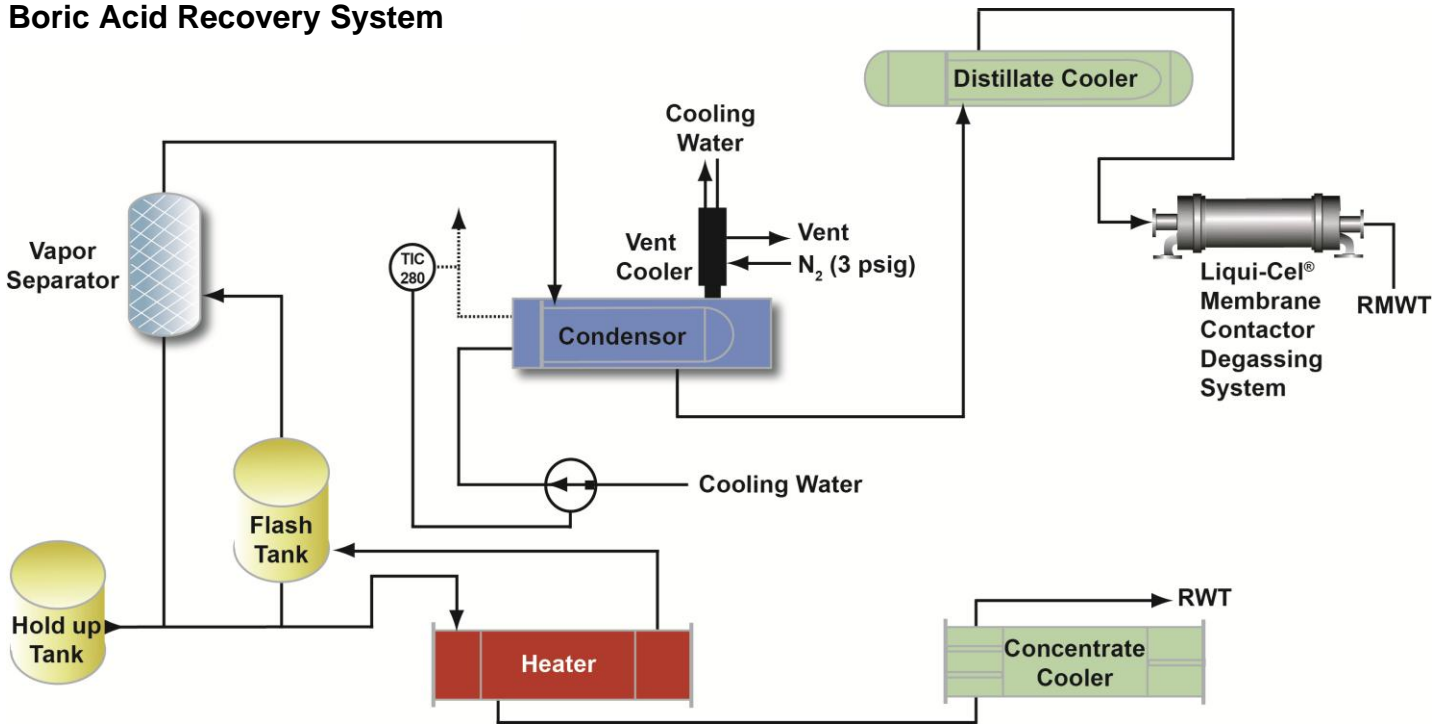 Boric Acid Recovery System
Distillate Cooler
Cooling
Water
Vapor
Separator
TIC
280
Vent
Cooler
Vent
N₂ (3 psig)
Condensor
Liqui-Cel®
Membrane
Contactor
Degassing
System
RMWT
Cooling Water
Flash
Tank
Hold up
Tank
Heater
RWT
Concentrate
Cooler